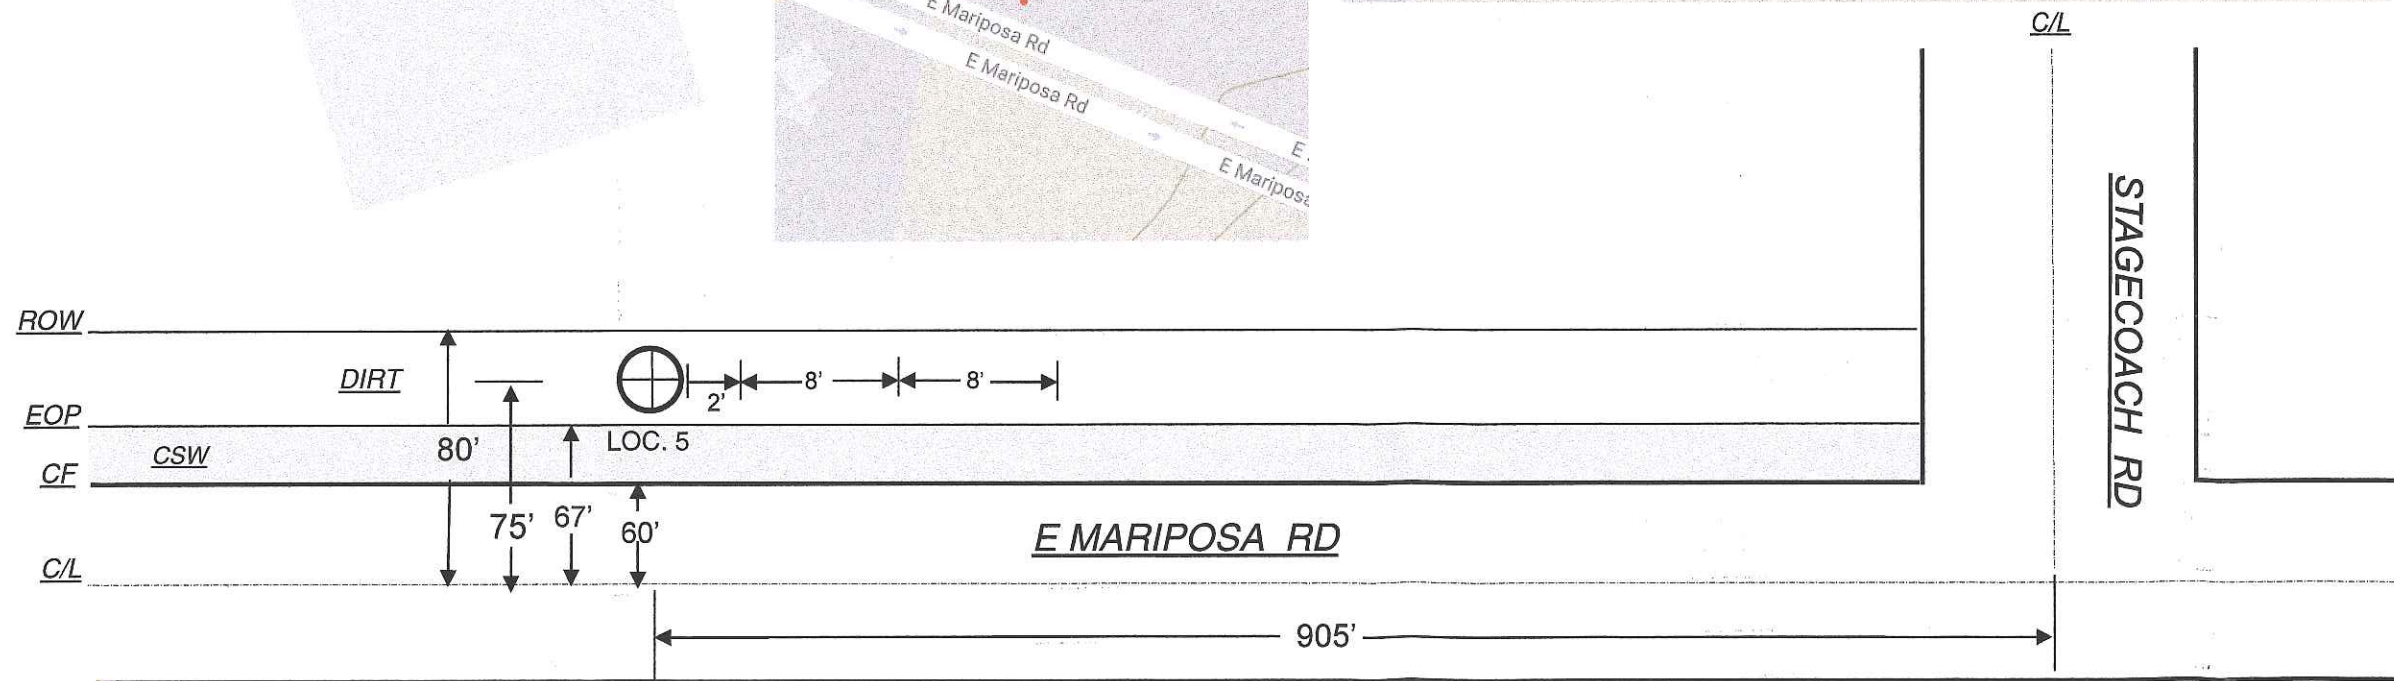 E Mariposa Rd
E Mariposa Rd
E
E Mariposa
C/L
STAGECOACH RD
ROW
DIRT
8'
8'
2'
EOP
80'
LOC. 5
CSW
CF
75'
67'
60'
E MARIPOSA RD
C/L
905'